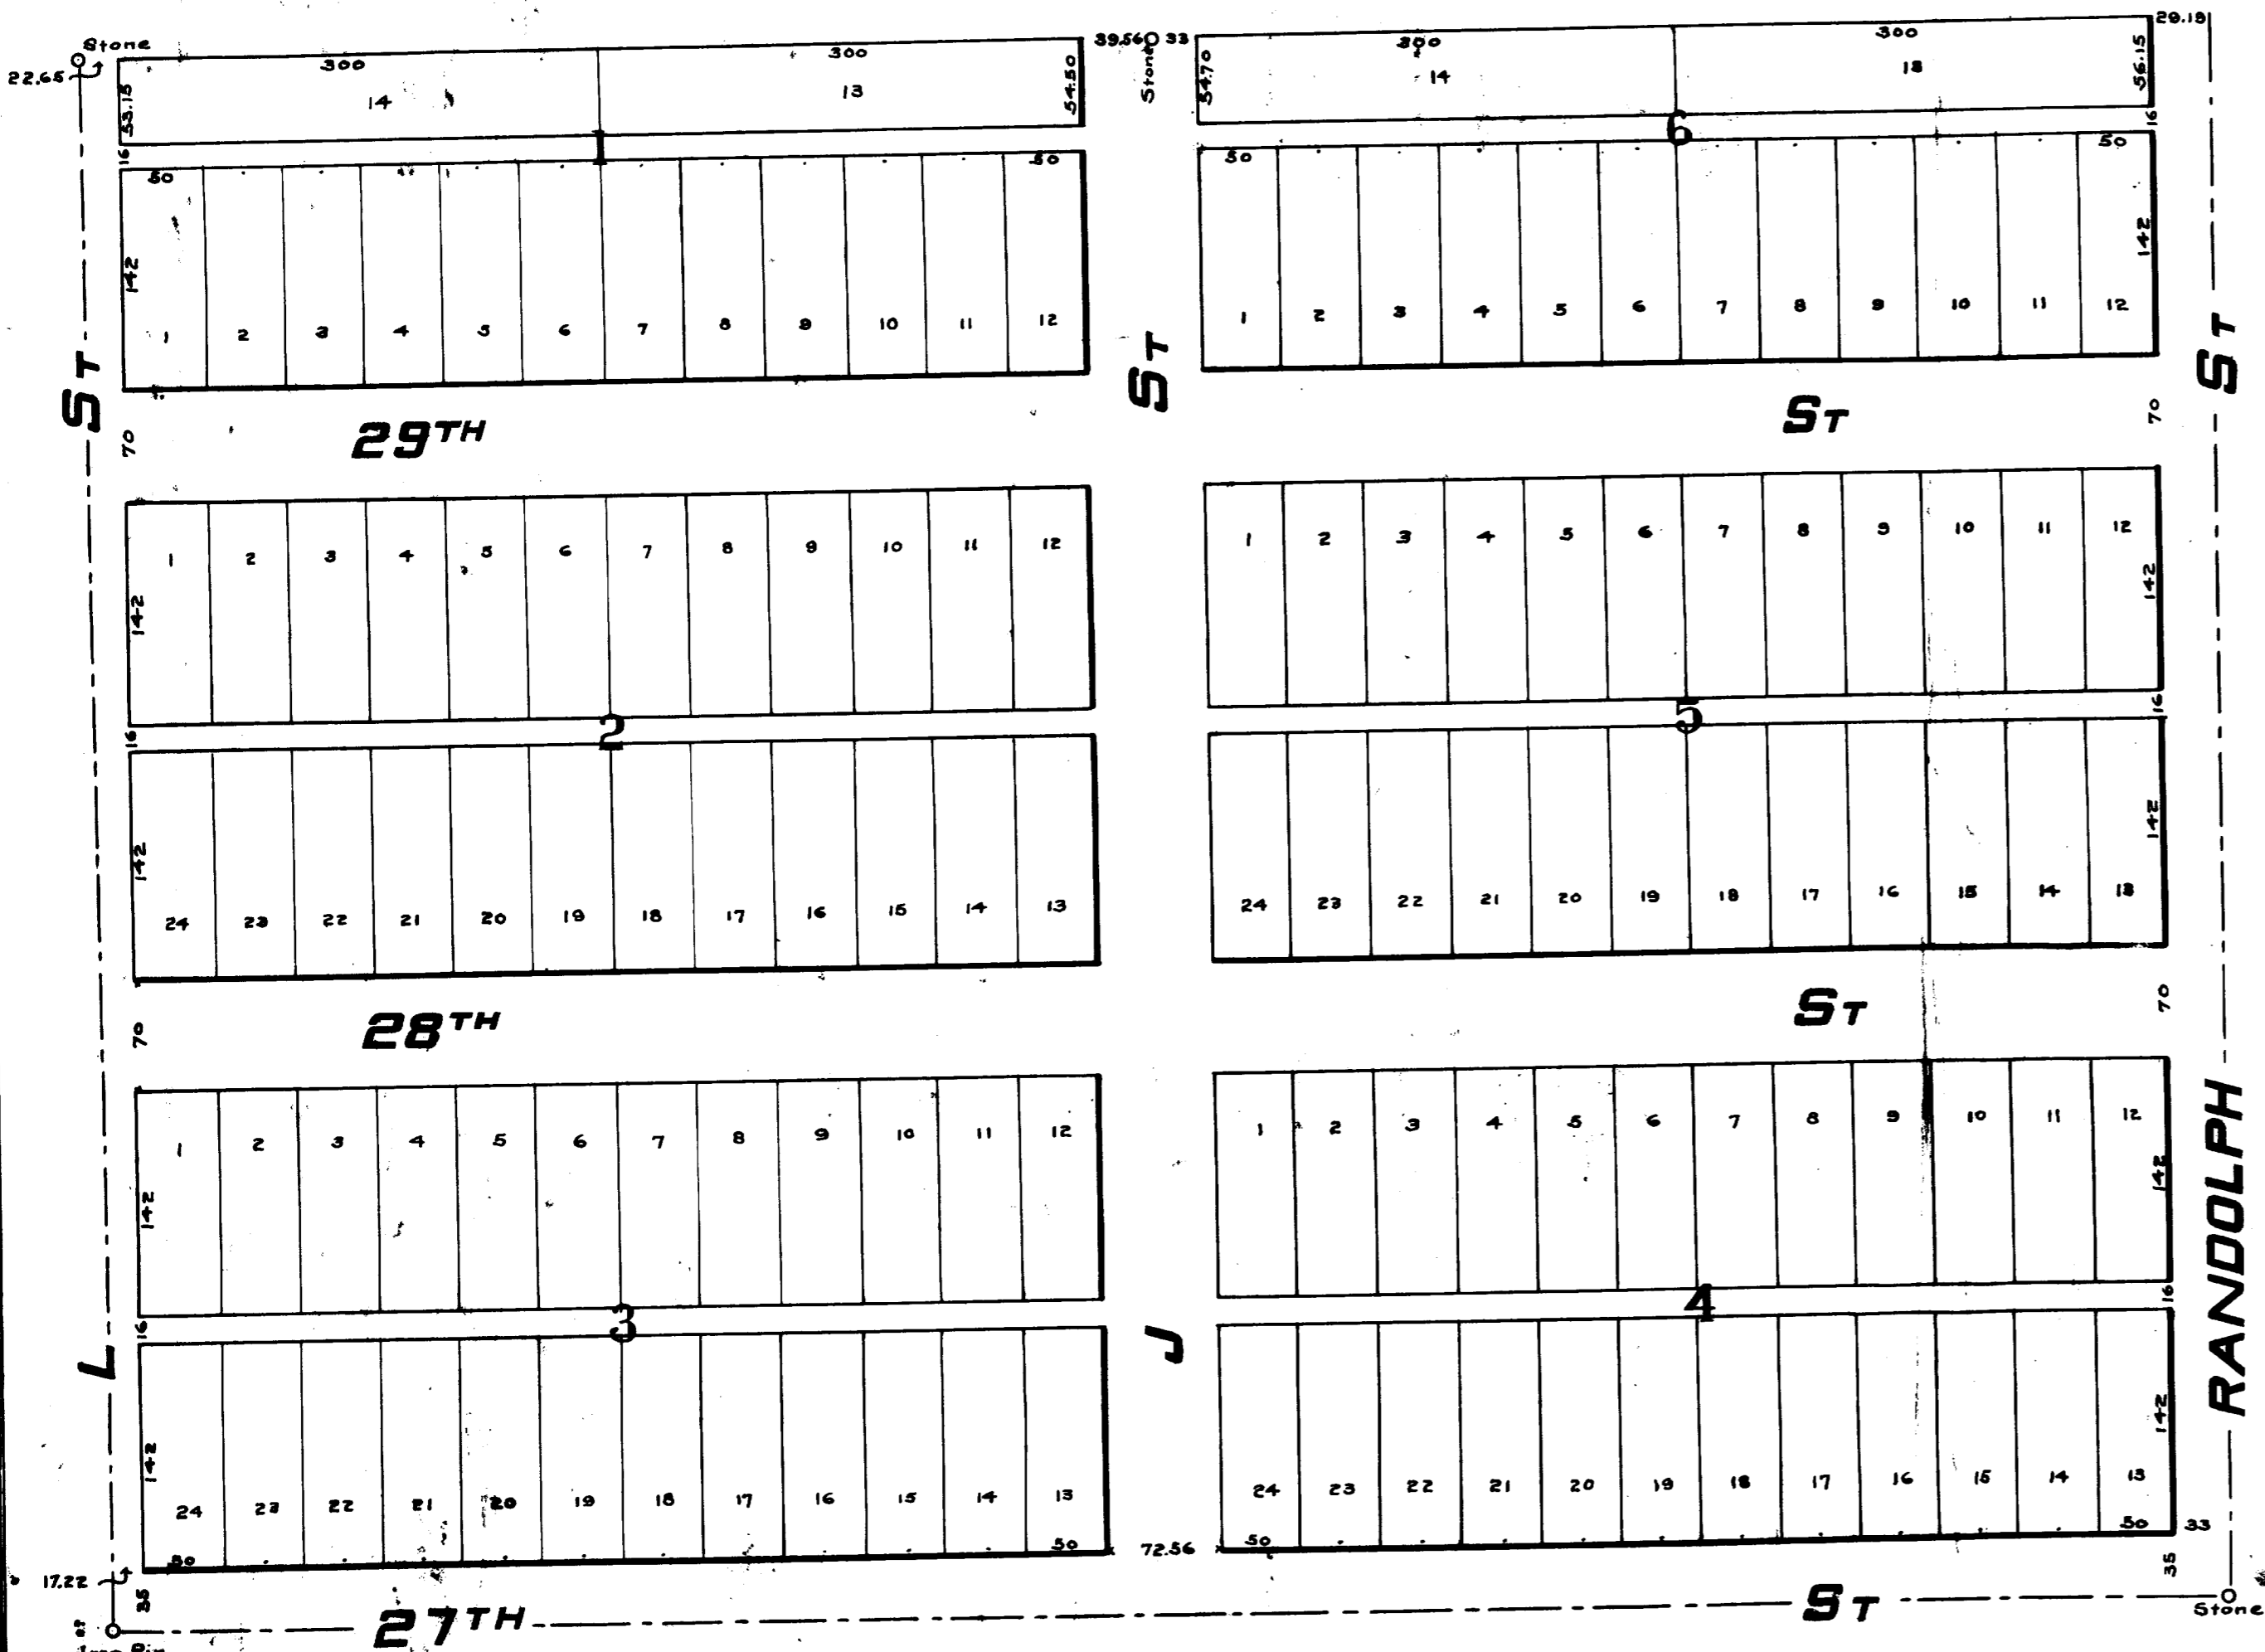 Stone 39.56 33 29.19
22.65 300 300 Stone 300 300
53.15 14 13 54.50 54.70 14 13 56.15
1 6
16 16
50 50 50 50
142 142
1 2 3 4 5 6 7 8 9 10 11 12 1 2 3 4 5 6 7 8 9 10 11 12
ST ST ST
70 29TH ST 70
1 2 3 4 5 6 7 8 9 10 11 12 1 2 3 4 5 6 7 8 9 10 11 12
142 142
16 2 5 16
142 142
24 23 22 21 20 19 18 17 16 15 14 13 24 23 22 21 20 19 18 17 16 15 14 13
70 28TH ST 70
1 2 3 4 5 6 7 8 9 10 11 12 1 2 3 4 5 6 7 8 9 10 11 12
142 142
16 3 4 16
L J RANDOLPH
142 142
24 23 22 21 20 19 18 17 16 15 14 13 24 23 22 21 20 19 18 17 16 15 14 13
50 50 72.56 50 50 33
17.22 35 35
27TH ST Stone
Pin